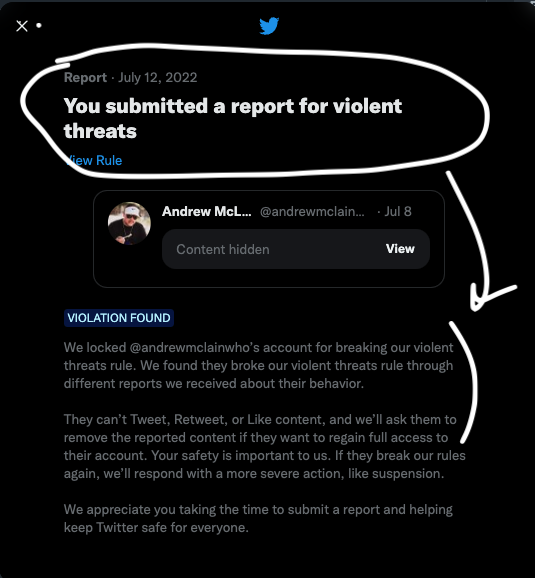 Report · July 12, 2022
You submitted a report for violent
threats
View Rule
Andrew McL... @andrewmclain... · Jul 8
Content hidden View
VIOLATION FOUND
We locked @andrewmclainwho's account for breaking our violent
threats rule. We found they broke our violent threats rule through
different reports we received about their behavior.
They can't Tweet, Retweet, or Like content, and we'll ask them to
remove the reported content if they want to regain full access to
their account. Your safety is important to us. If they break our rules
again, we'll respond with a more severe action, like suspension.
We appreciate you taking the time to submit a report and helping
keep Twitter safe for everyone.